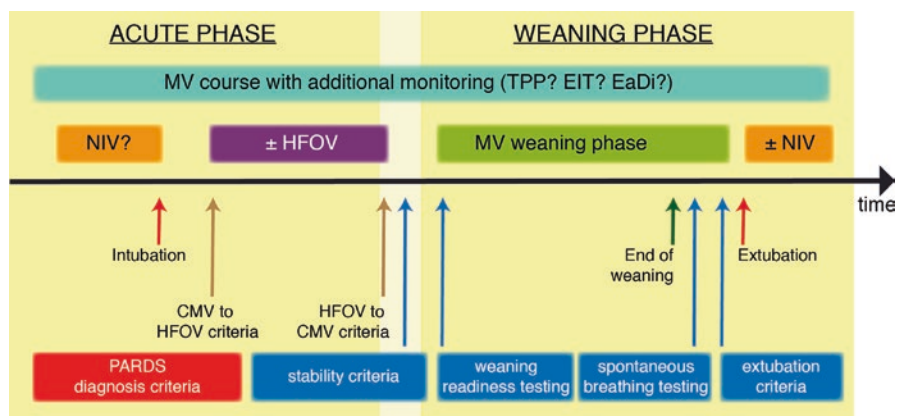 ACUTE PHASE
WEANING PHASE
MV course with additional monitoring (TPP? EIT? EaDi?)
NIV?
± HFOV
MV weaning phase
± NIV
time
Intubation
End of
weaning
Extubation
CMV to
HFOV criteria
HFOV to
CMV criteria
PARDS
diagnosis criteria
stability criteria
weaning
readiness testing
spontaneous
breathing testing
extubation
criteria